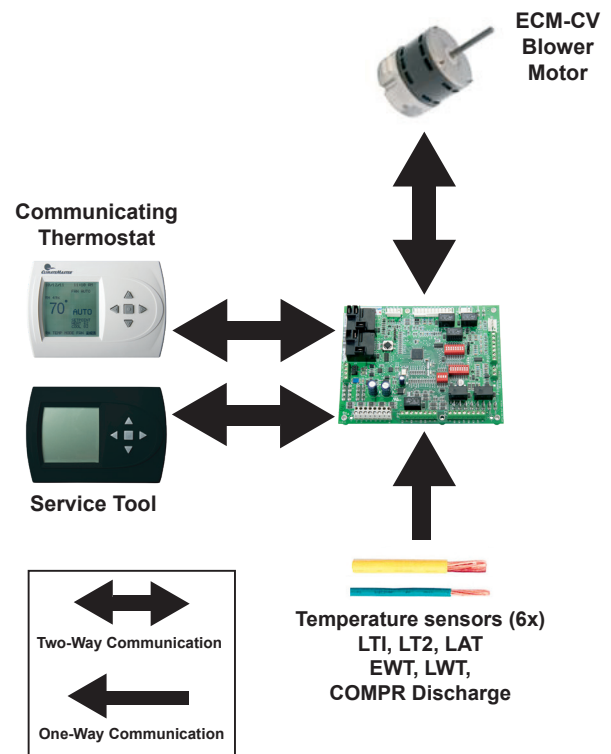 ECM-CV
Blower
Motor
Communicating
Thermostat
CLIMATEMASTER
70°
AUTO
Service Tool
Temperature sensors (6x)
LTI, LT2, LAT
EWT, LWT,
COMPR Discharge
Two-Way Communication
One-Way Communication